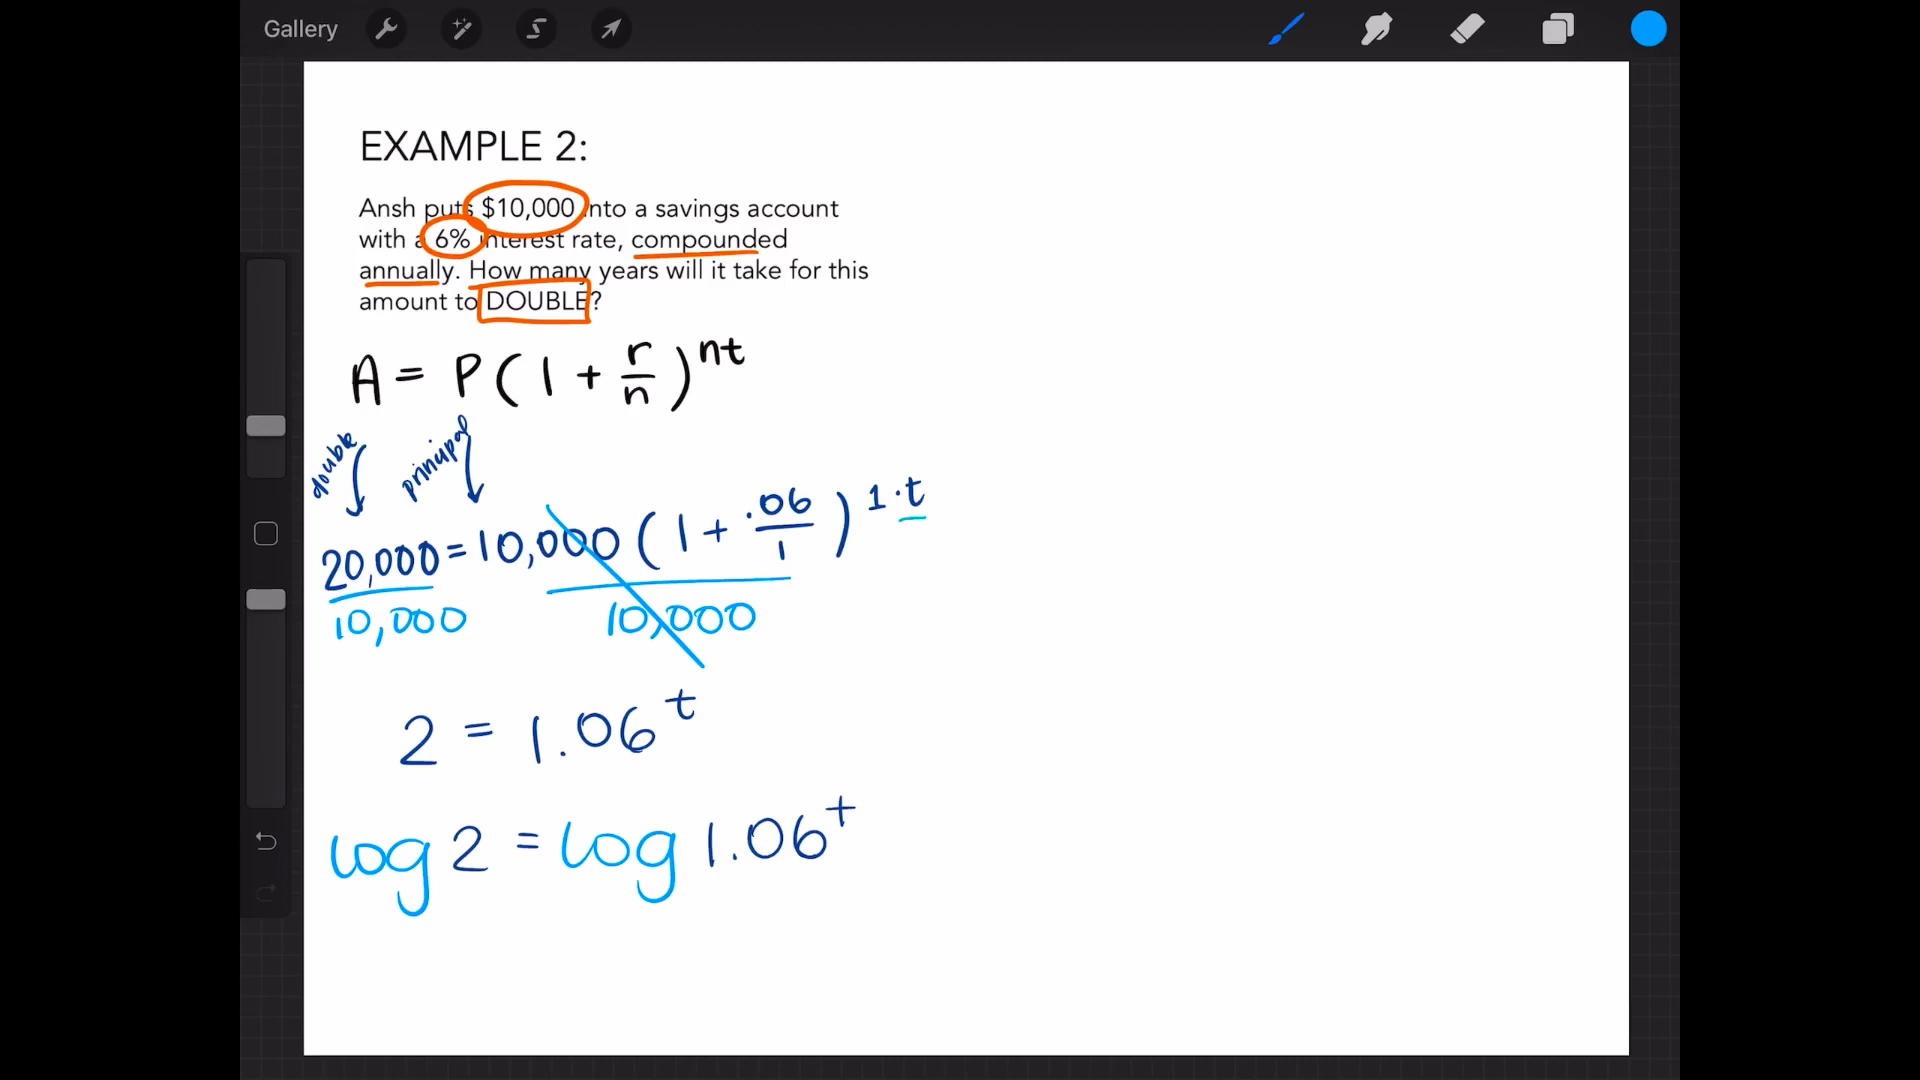 Gallery
EXAMPLE 2:
Ansh puts $10,000 into a savings account
with a 6% interest rate, compounded
annually. How many years will it take for this
amount to DOUBLE?
A = P(1 + r/n)^nt
double principal
20,000 = 10,000 (1 + .06/1)^1·t
10,000 10,000
2 = 1.06^t
log 2 = log 1.06^t